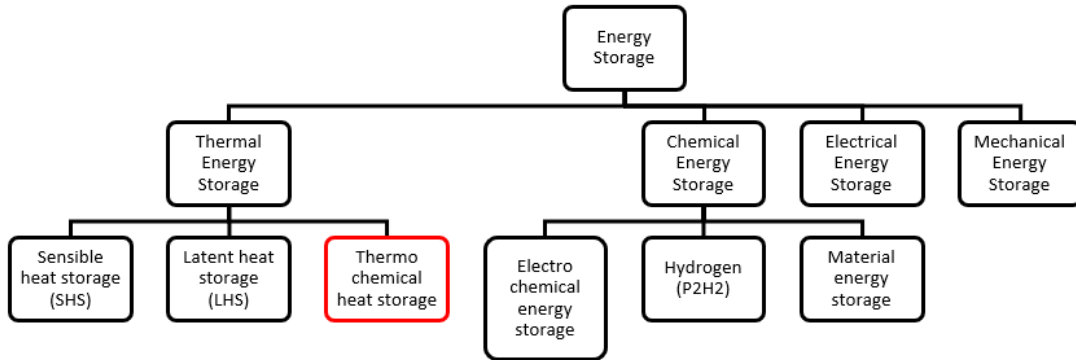 Energy
Storage
Thermal
Energy
Storage
Chemical
Energy
Storage
Electrical
Energy
Storage
Mechanical
Energy
Storage
Sensible
heat storage
(SHS)
Latent heat
storage
(LHS)
Thermo
chemical
heat storage
Electro
chemical
energy
storage
Hydrogen
(P2H2)
Material
energy
storage